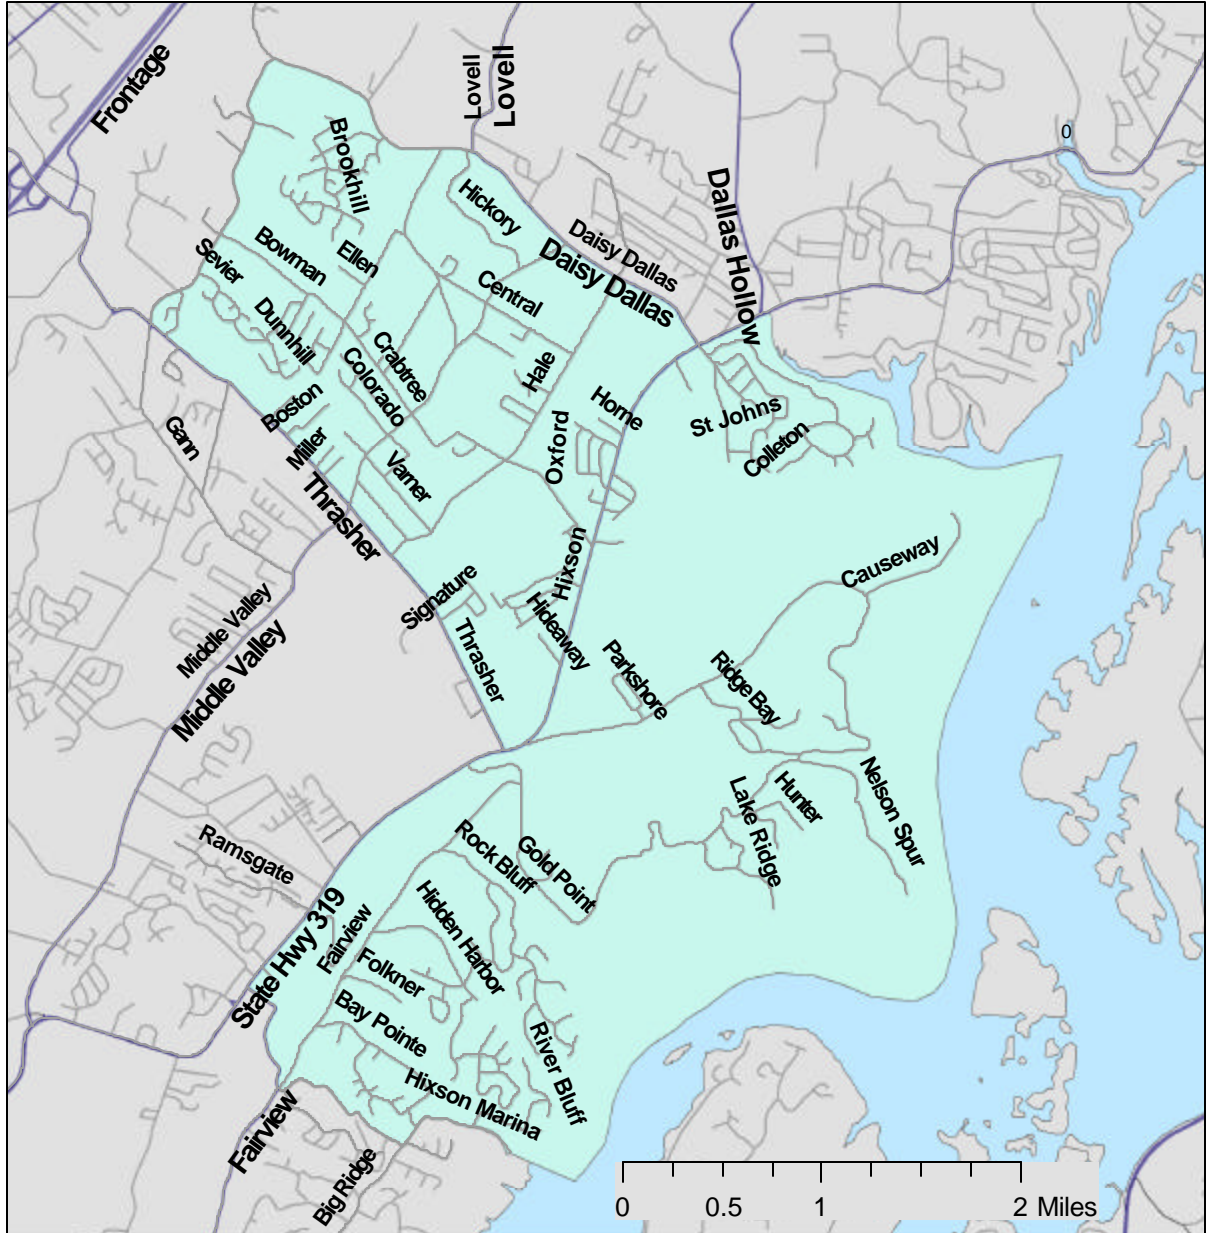 Frontage
Lovell
Lovell
0
Brookhill
Hickory
Dallas Hollow
Daisy Dallas
Daisy Dallas
Sevier
Bowman
Ellen
Central
Dunnhill
Colorado
Crabtree
Hale
Horne
St Johns
Colleton
Boston
Oxford
Gann
Miller
Varner
Thrasher
Causeway
Hixson
Signature
Hideaway
Middle Valley
Middle Valley
Thrasher
Parkshore
Ridge Bay
Nelson Spur
Hunter
Lake Ridge
Ramsgate
Rock Bluff
Gold Point
State Hwy 319
Fairview
Hidden Harbor
Folkner
Bay Pointe
River Bluff
Hixson Marina
Fairview
Big Ridge
0 0.5 1 2 Miles